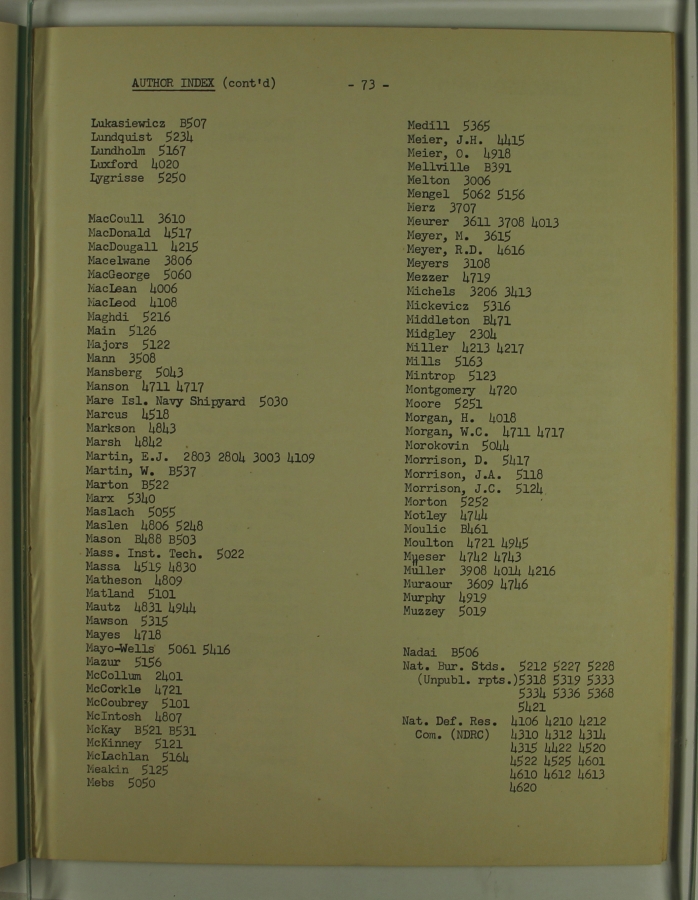 AUTHOR INDEX (cont'd)
- 73 -
Lukasiewicz B507
Lundquist 5234
Lundholm 5167
Luxford 4020
Lygrisse 5250
MacCoull 3610
MacDonald 4517
MacDougall 4215
Macelwane 3806
MacGeorge 5060
MacLean 4006
MacLeod 4108
Maghdi 5216
Main 5126
Majors 5122
Mann 3508
Mansberg 5043
Manson 4711 4717
Mare Isl. Navy Shipyard 5030
Marcus 4518
Markson 4843
Marsh 4842
Martin, E.J. 2803 2804 3003 4109
Martin, W. B537
Marton B522
Marx 5340
Maslach 5055
Maslen 4806 5248
Mason B488 B503
Mass. Inst. Tech. 5022
Massa 4519 4830
Matheson 4809
Matland 5101
Mautz 4831 4944
Mawson 5315
Mayes 4718
Mayo-Wells 5061 5416
Mazur 5156
McCollum 2401
McCorkle 4721
McCoubrey 5101
McIntosh 4807
McKay B521 B531
McKinney 5121
McLachlan 5164
Meakin 5125
Mebs 5050
Medill 5365
Meier, J.H. 4415
Meier, O. 4918
Mellville B391
Melton 3006
Mengel 5062 5156
Merz 3707
Meurer 3611 3708 4013
Meyer, M. 3615
Meyer, R.D. 4616
Meyers 3108
Mezzer 4719
Michels 3206 3413
Mickevicz 5316
Middleton B471
Midgley 2304
Miller 4213 4217
Mills 5163
Mintrop 5123
Montgomery 4720
Moore 5251
Morgan, H. 4018
Morgan, W.C. 4711 4717
Morokovin 5044
Morrison, D. 5417
Morrison, J.A. 5118
Morrison, J.C. 5124
Morton 5252
Motley 4744
Moulic B461
Moulton 4721 4945
Mueser 4742 4743
Müller 3908 4014 4216
Muraour 3609 4746
Murphy 4919
Muzzey 5019
Nadai B506
Nat. Bur. Stds. 5212 5227 5228
(Unpubl. rpts.)5318 5319 5333
5334 5336 5368
5421
Nat. Def. Res. 4106 4210 4212
Com. (NDRC) 4310 4312 4314
4315 4422 4520
4522 4525 4601
4610 4612 4613
4620